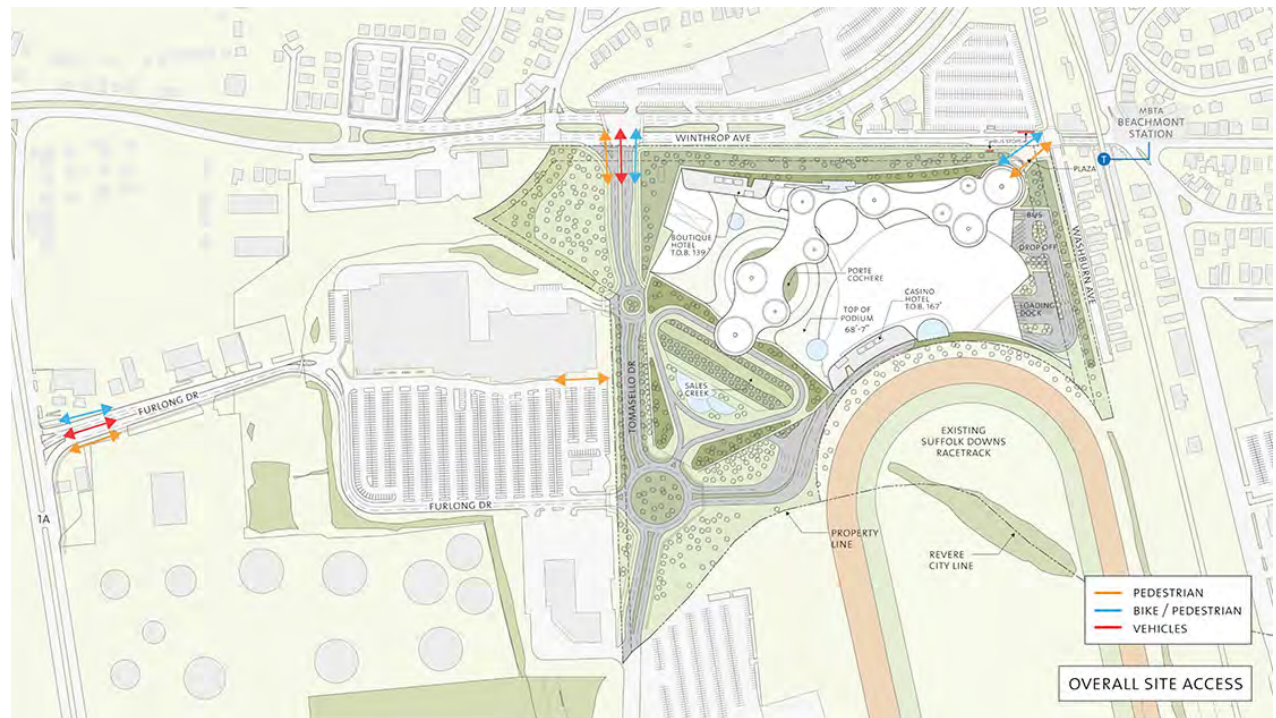 WINTHROP AVE
BUS STOPS
MBTA
BEACHMONT
STATION
T
PLAZA
BUS
DROP OFF
LOADING
DOCK
WASHBURN AVE
BOUTIQUE
HOTEL
T.O.B. 139'
PORTE
COCHERE
CASINO
HOTEL
T.O.B. 167'
TOP OF
PODIUM
68'-7"
TOMASELLO DR
SALES
CREEK
FURLONG DR
FURLONG DR
1A
EXISTING
SUFFOLK DOWNS
RACETRACK
PROPERTY
LINE
REVERE
CITY LINE
PEDESTRIAN
BIKE / PEDESTRIAN
VEHICLES
OVERALL SITE ACCESS